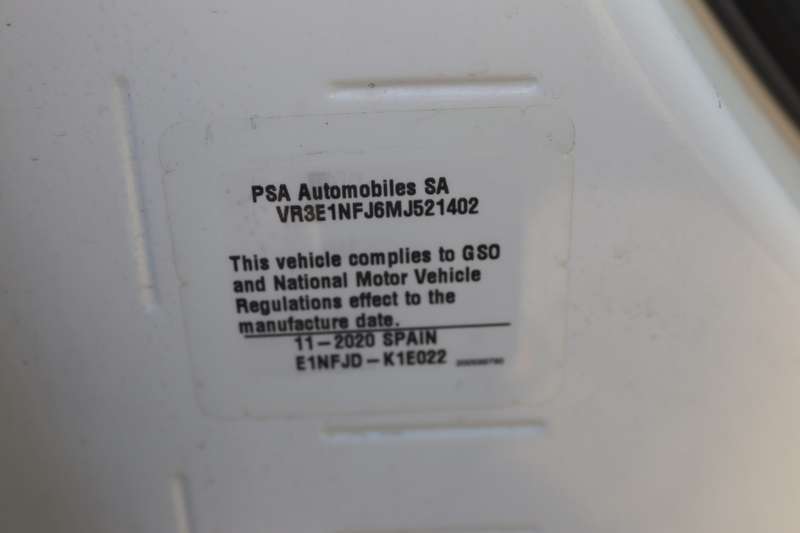 PSA Automobiles SA
VR3E1NFJ6MJ521402
This vehicle complies to GSO
and National Motor Vehicle
Regulations effect to the
manufacture date.
11-2020 SPAIN
E1NFJD-K1E022